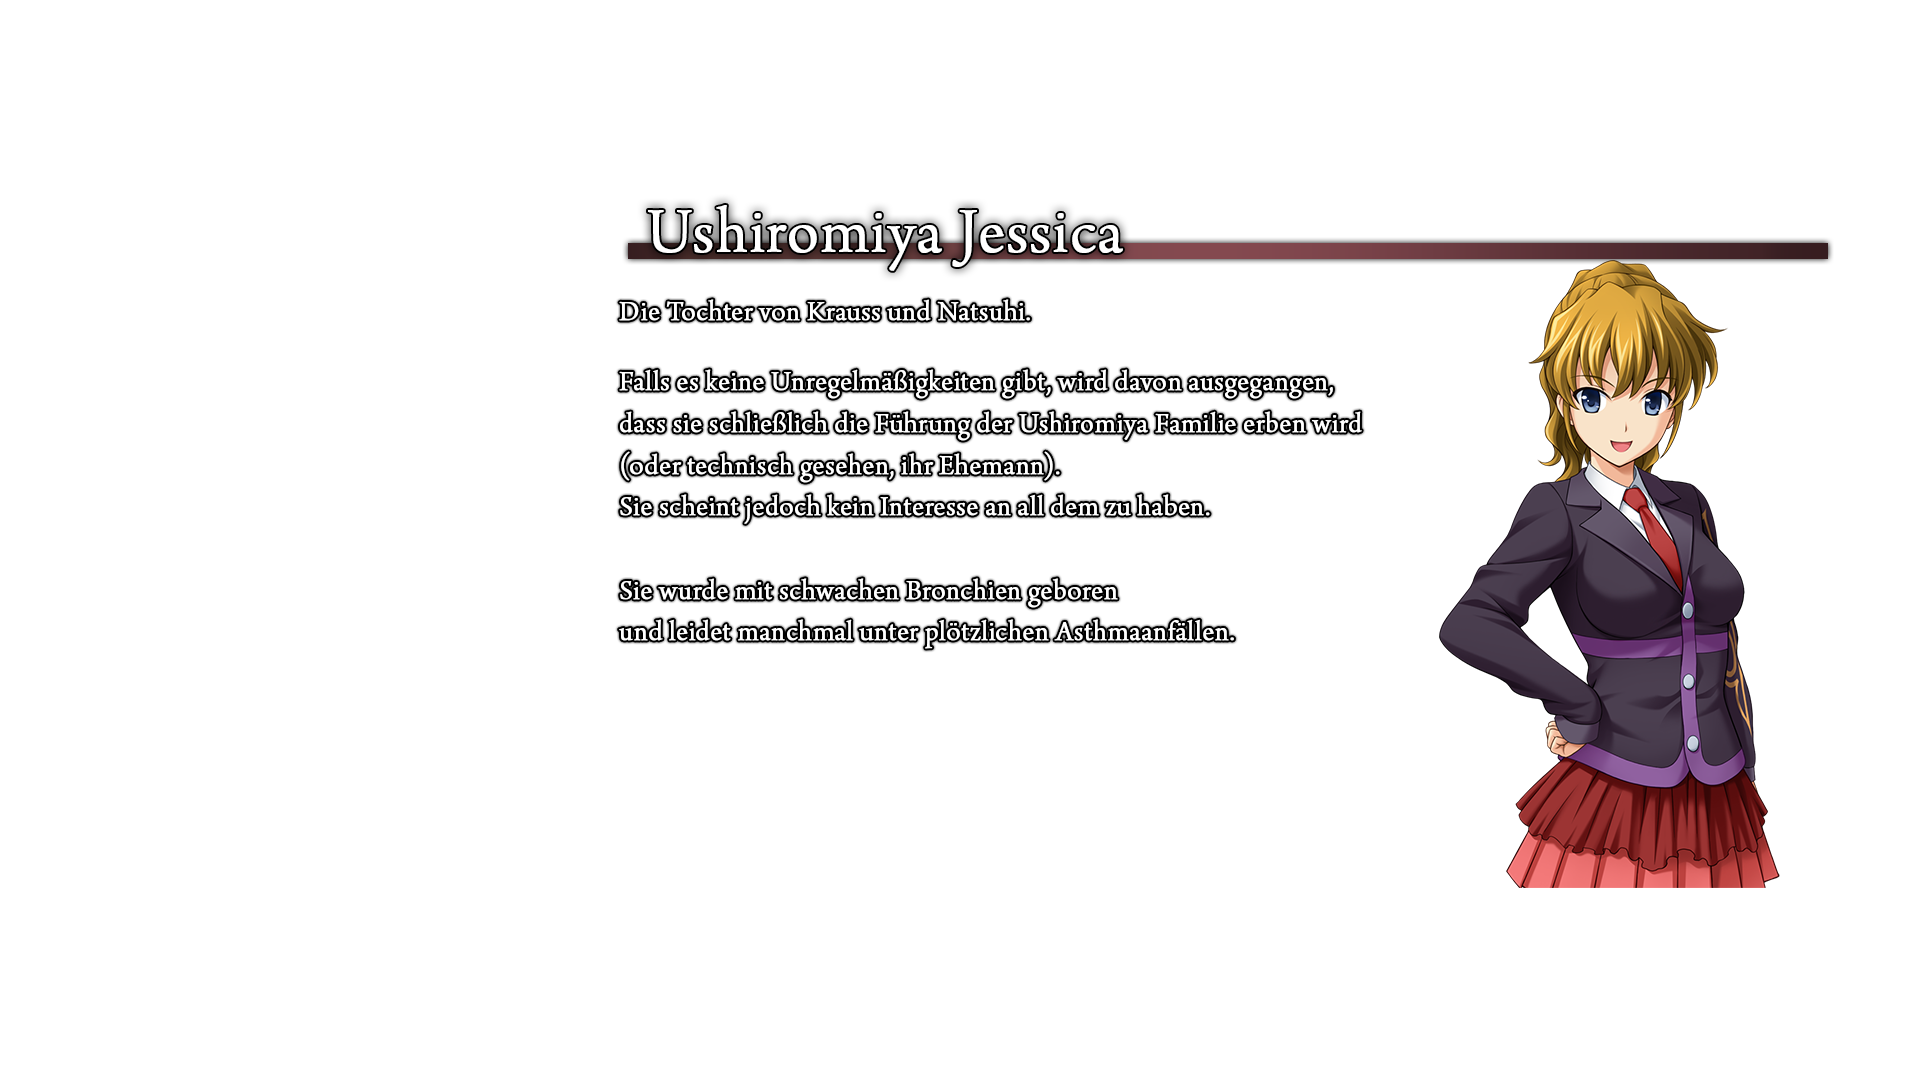 Ushiromiya Jessica
Die Tochter von Krauss und Natsuhi.
Falls es keine Unregelmäßigkeiten gibt, wird davon ausgegangen,
dass sie schließlich die Führung der Ushiromiya Familie erben wird
(oder technisch gesehen, ihr Ehemann).
Sie scheint jedoch kein Interesse an all dem zu haben.
Sie wurde mit schwachen Bronchien geboren
und leidet manchmal unter plötzlichen Asthmaanfällen.